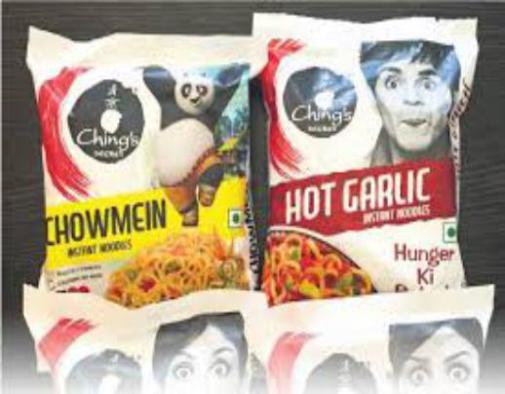 Ching's
SECRET
CHOWMEIN
INSTANT NOODLES
Ching's
SECRET
HOT GARLIC
INSTANT NOODLES
Hunger
Ki